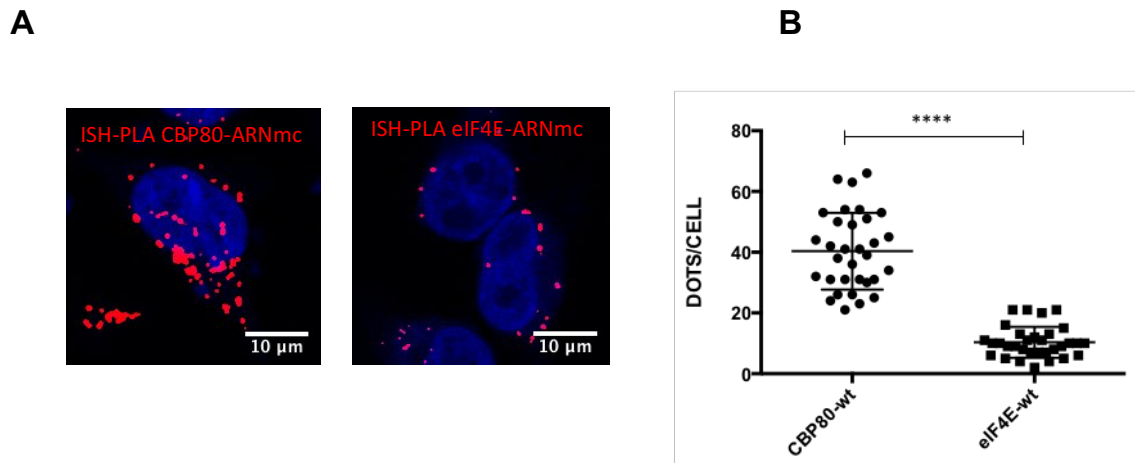 A
B
ISH-PLA CBP80-ARNmc
ISH-PLA eIF4E-ARNmc
10 µm
10 µm
****
80
60
40
20
0
DOTS/CELL
CBP80-wt
eIF4E-wt